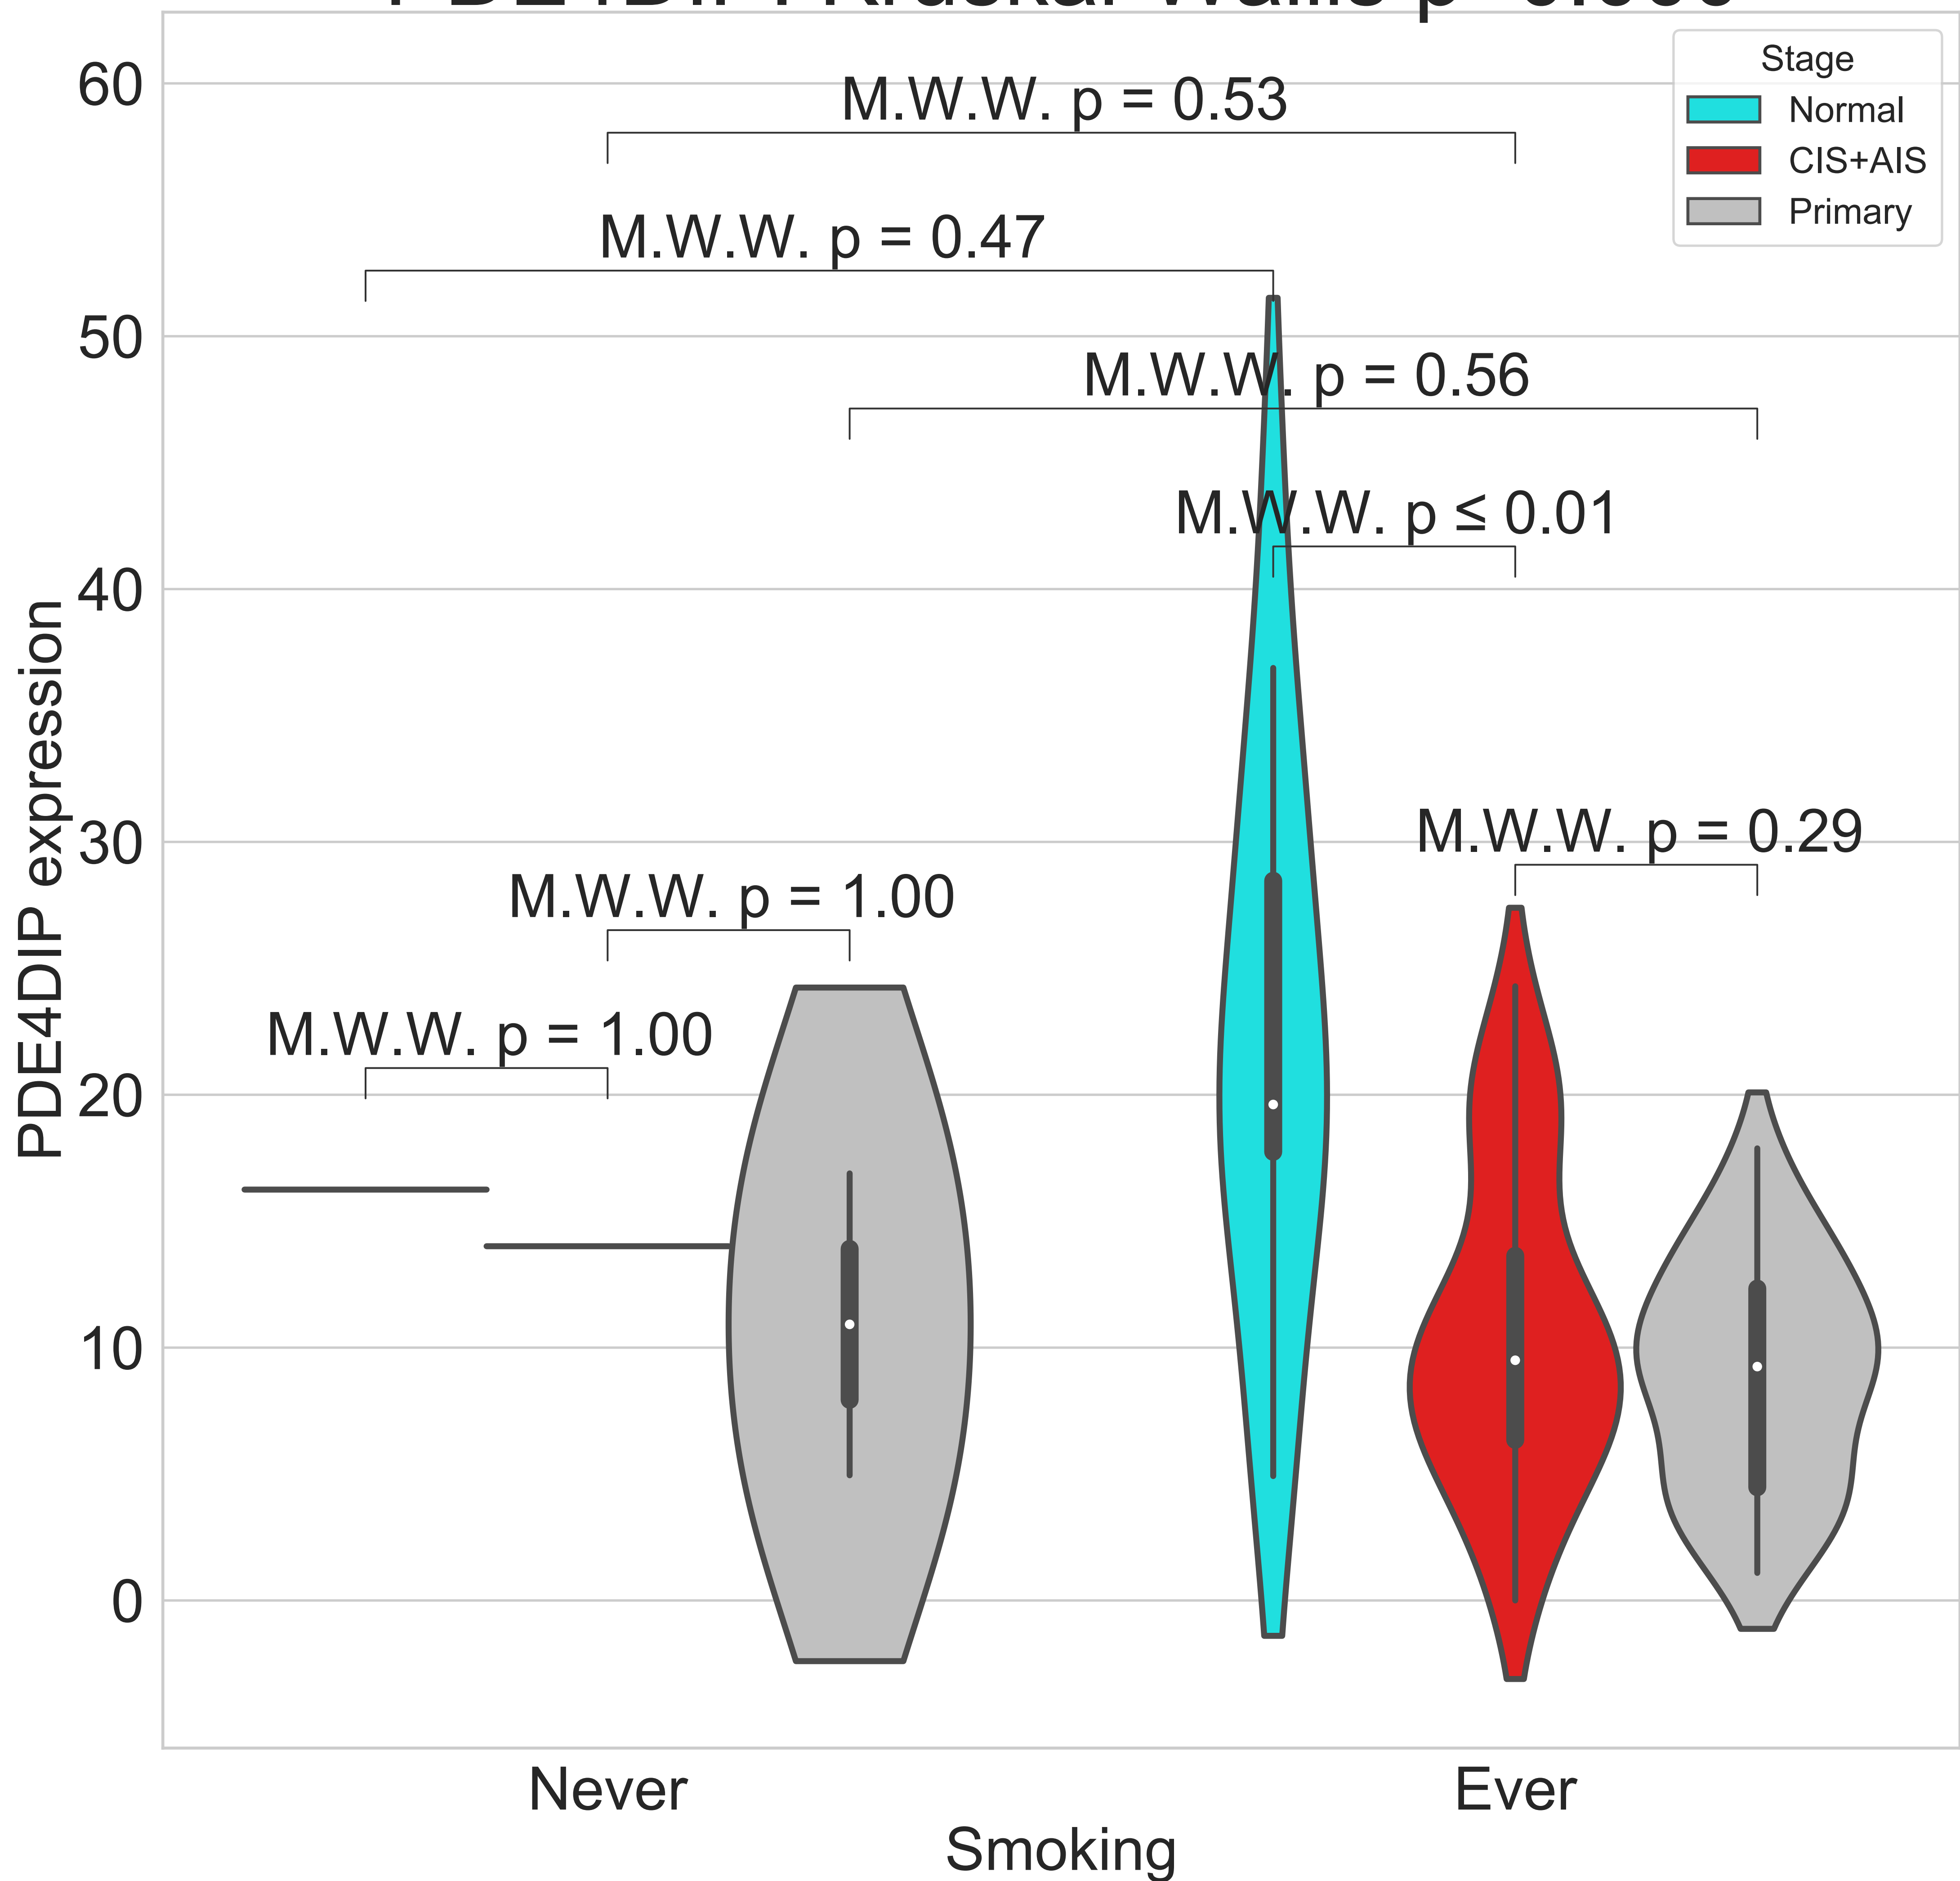 60
50
40
30
20
10
0
PDE4DIP expression
M.W.W. p = 0.53
M.W.W. p = 0.47
M.W.W. p = 0.56
M.W.W. p ≤ 0.01
M.W.W. p = 0.29
M.W.W. p = 1.00
M.W.W. p = 1.00
Stage
Normal
CIS+AIS
Primary
Never
Ever
Smoking